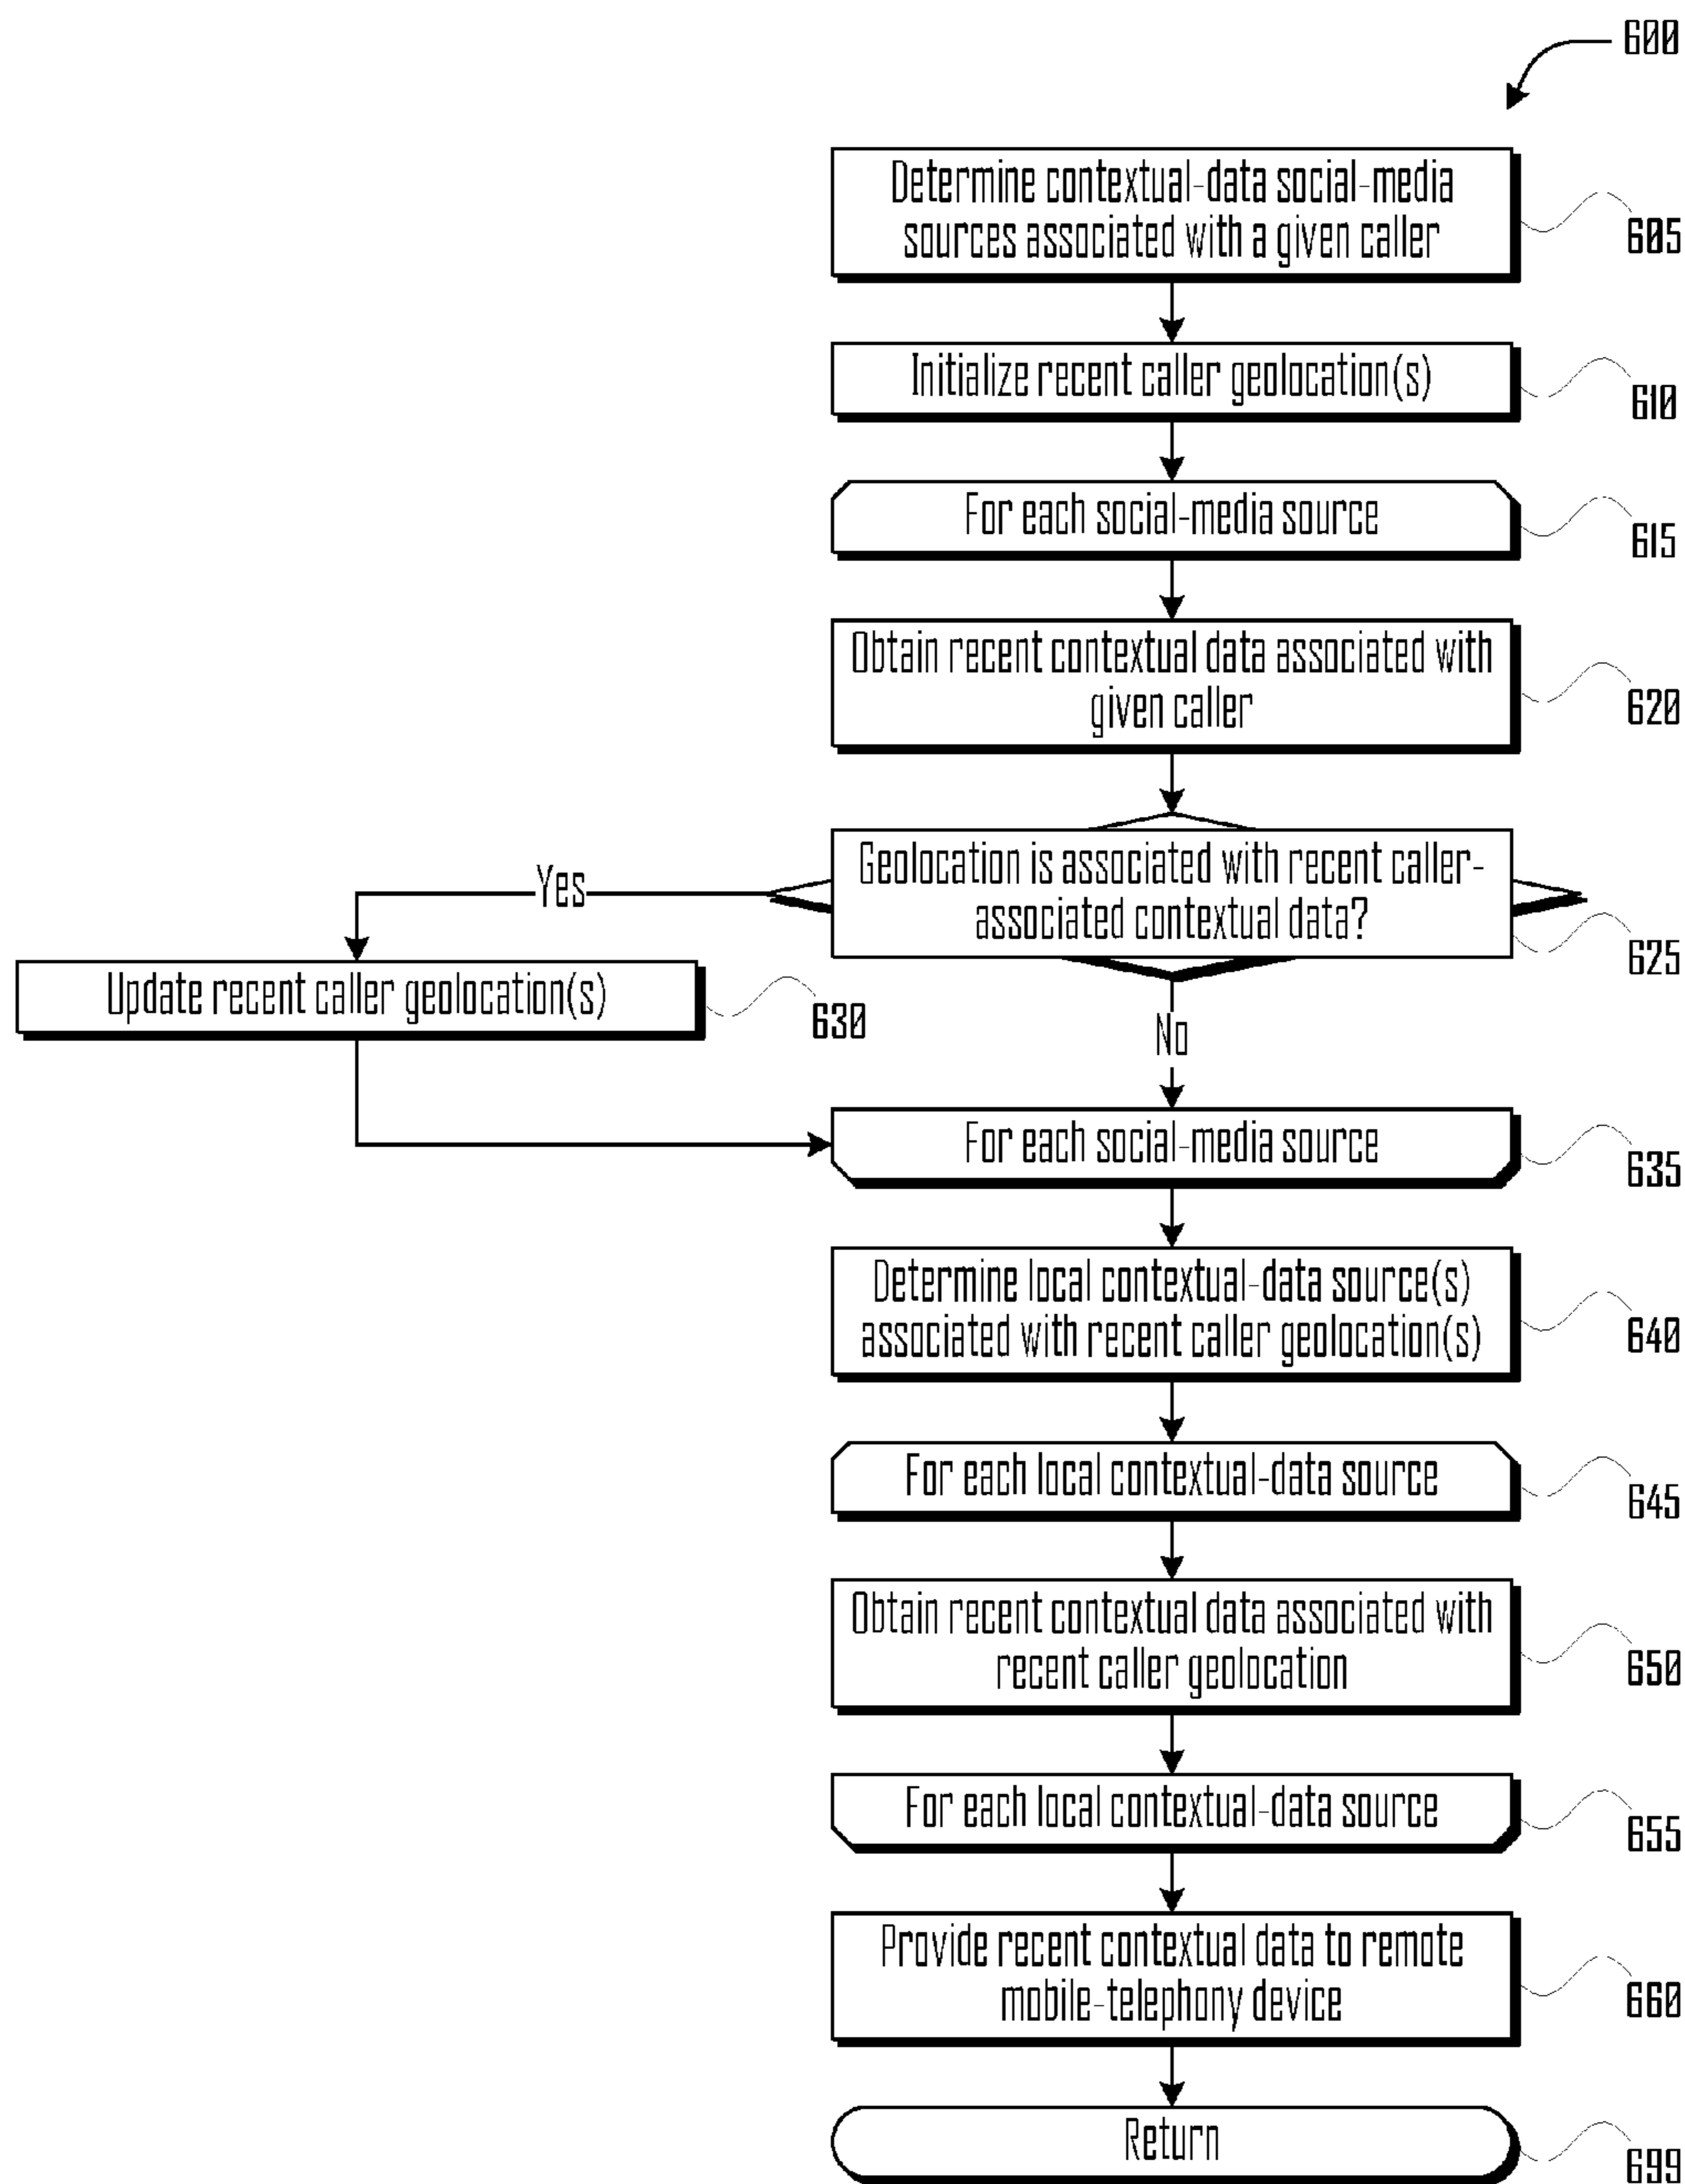 600
Determine contextual-data social-media
sources associated with a given caller
605
Initialize recent caller geolocation(s)
610
For each social-media source
615
Obtain recent contextual data associated with
given caller
620
Geolocation is associated with recent caller-
associated contextual data?
625
Yes
Update recent caller geolocation(s)
630
No
For each social-media source
635
Determine local contextual-data source(s)
associated with recent caller geolocation(s)
640
For each local contextual-data source
645
Obtain recent contextual data associated with
recent caller geolocation
650
For each local contextual-data source
655
Provide recent contextual data to remote
mobile-telephony device
660
Return
699